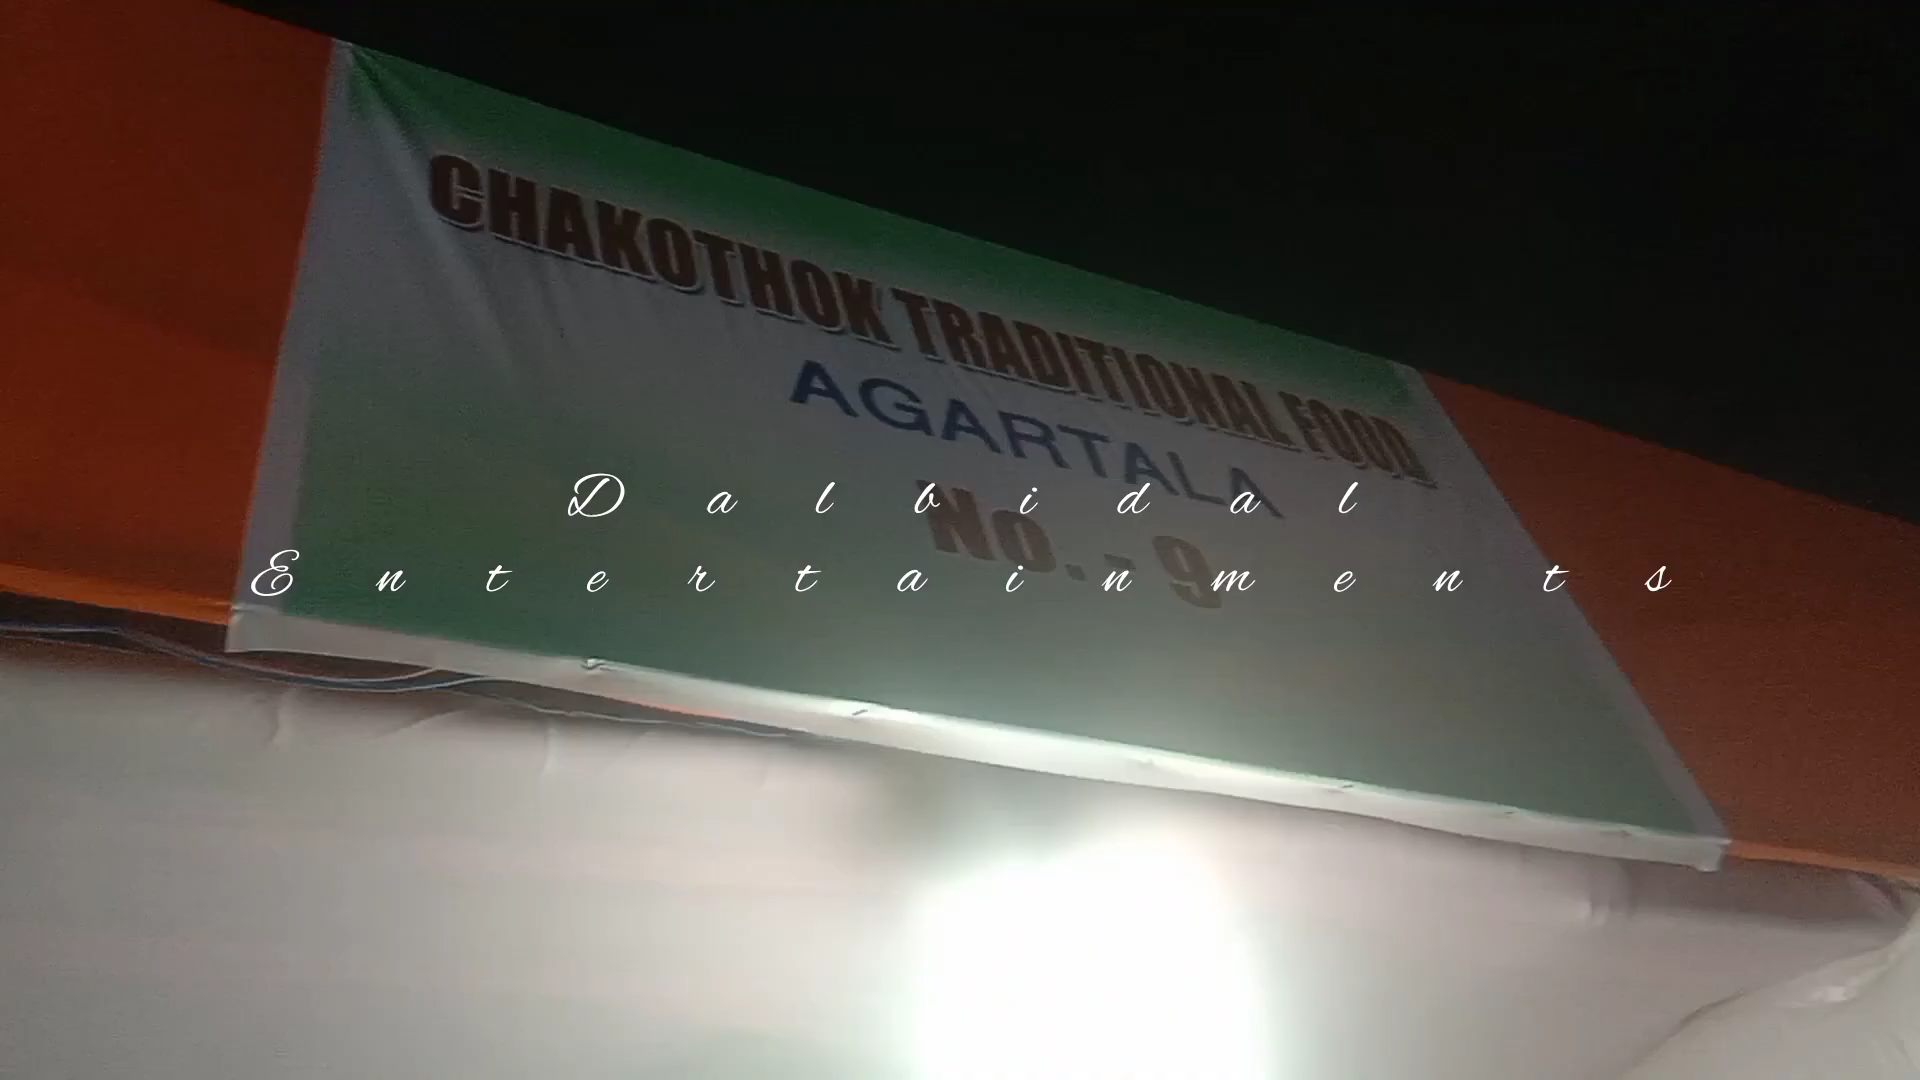 CHAKOTHOK TRADITIONAL FOOD
AGARTALA
No. - 9
Dalbidal
Entertainments